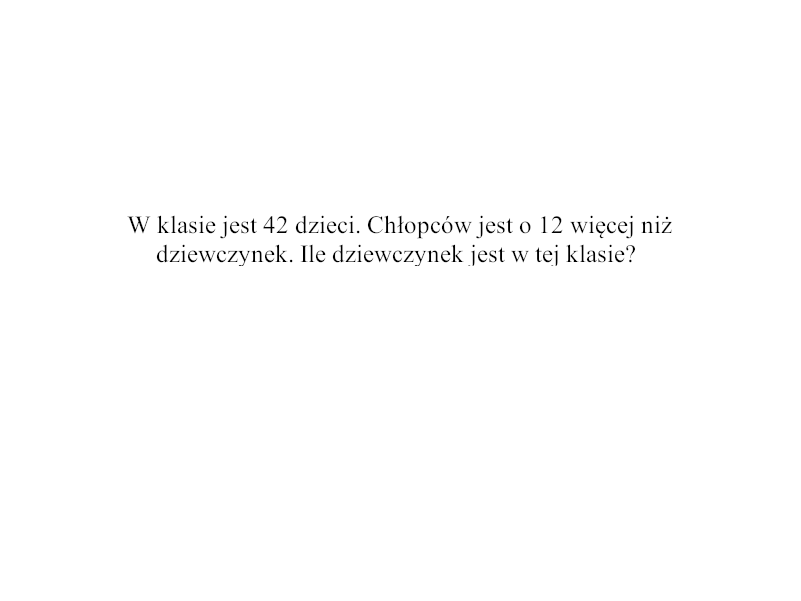 W klasie jest 42 dzieci. Chłopców jest o 12 więcej niż
dziewczynek. Ile dziewczynek jest w tej klasie?